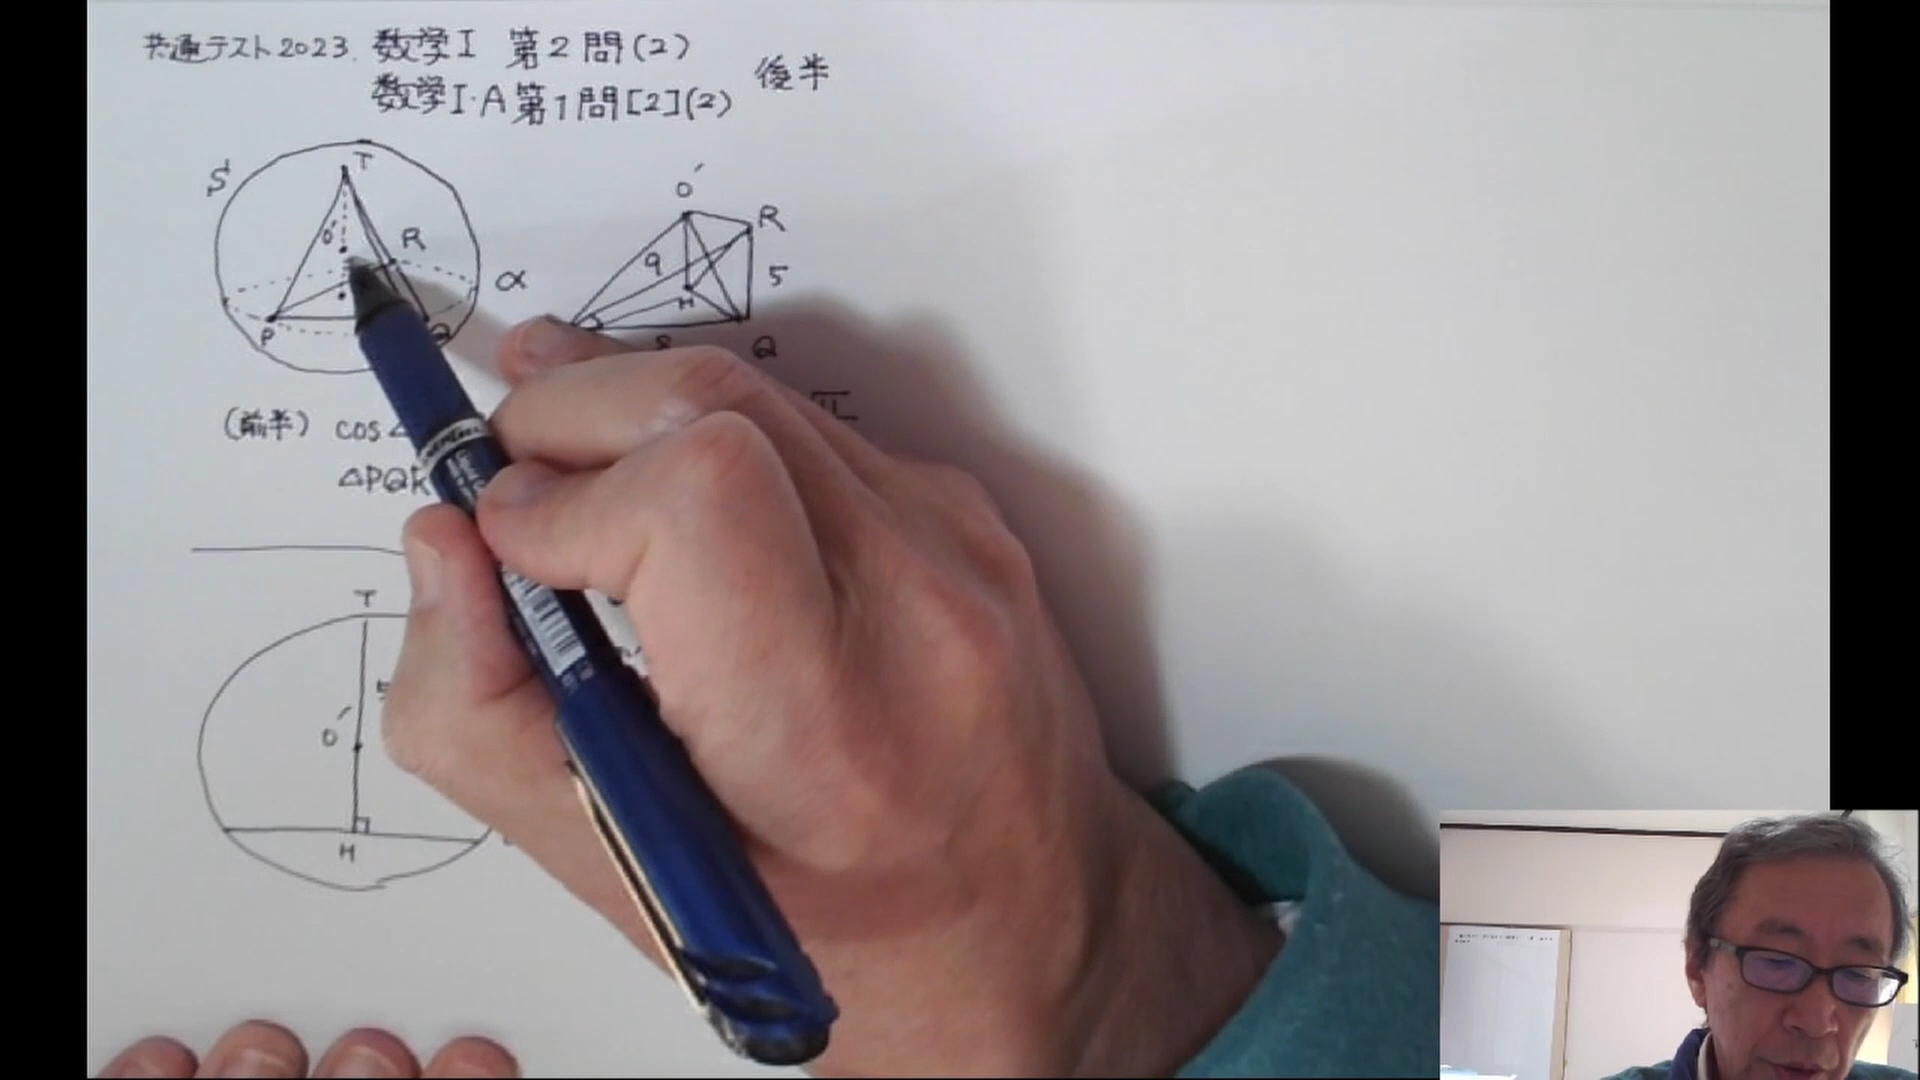 共通テスト2023. 数学I 第2問(2)
数学I・A第1問[2](2)
後半
S
T
O′
R
α
P
Q
O′
R
9
5
H
8
Q
(前半) cos∠
△PQR
T
5
O′
H